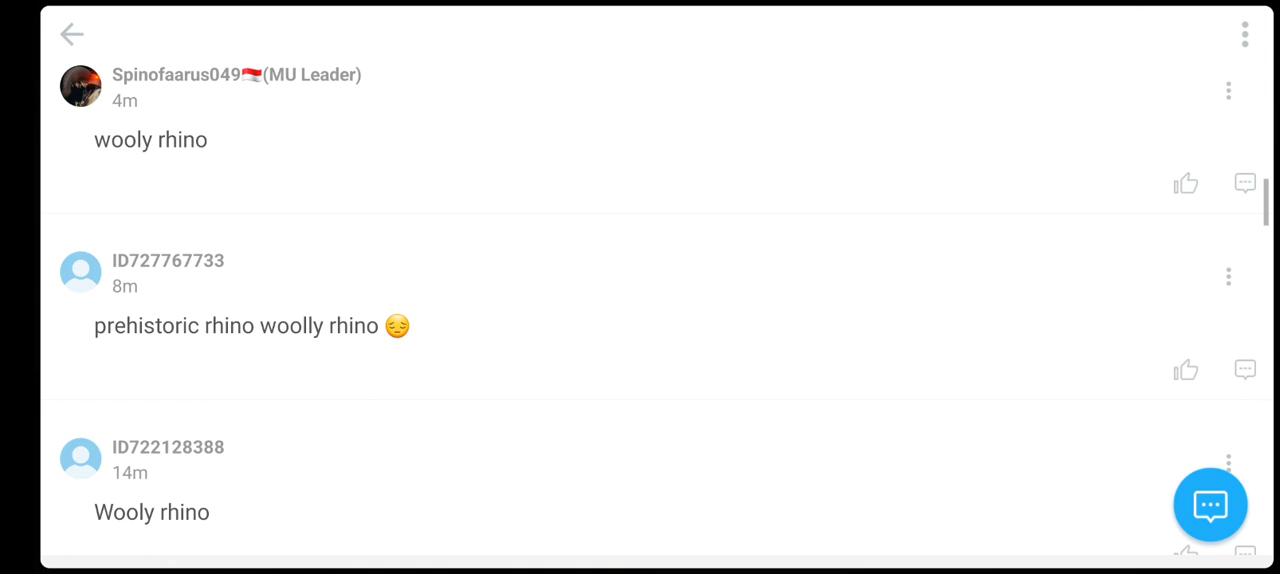 Spinofaarus049🇮🇩(MU Leader)
4m
wooly rhino
ID727767733
8m
prehistoric rhino woolly rhino 😔
ID722128388
14m
Wooly rhino